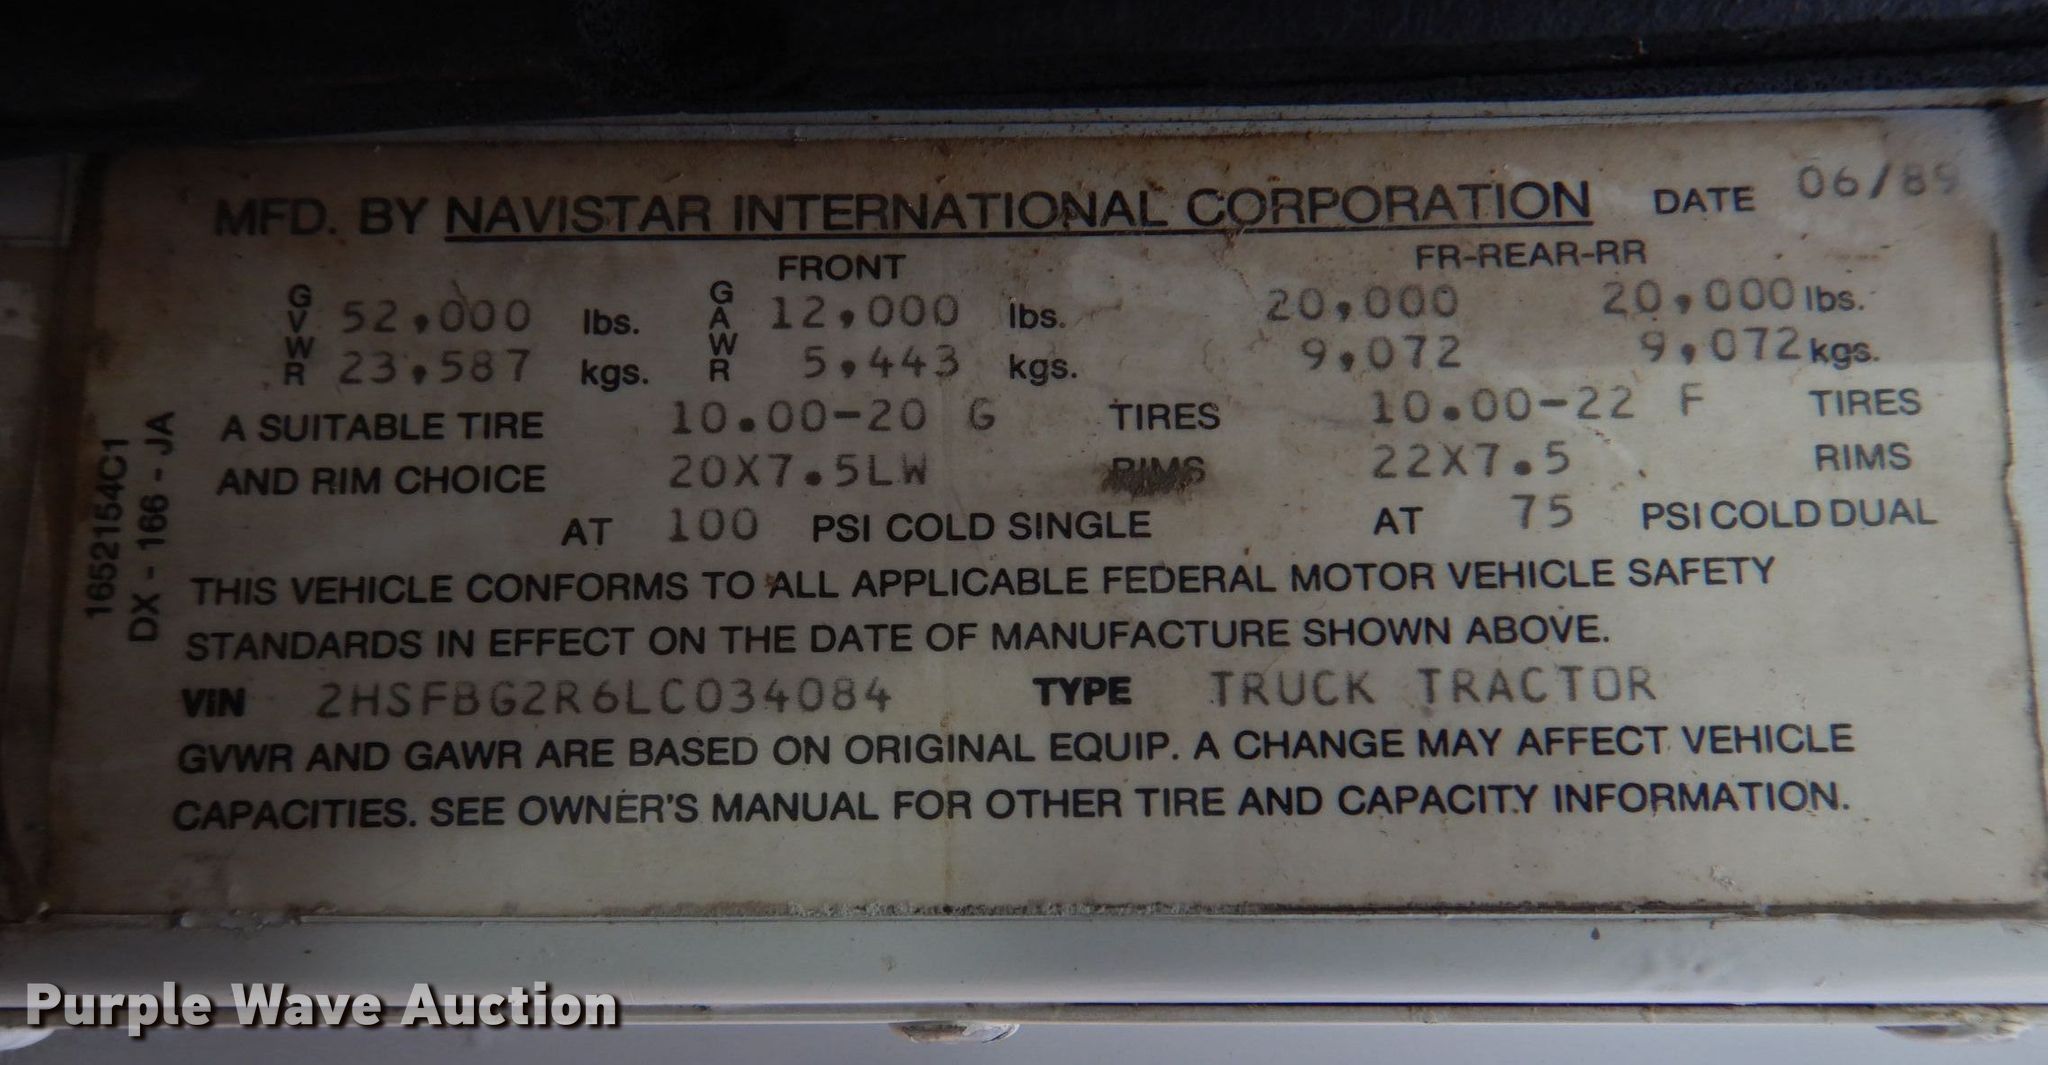 MFD. BY NAVISTAR INTERNATIONAL CORPORATION DATE 06/89
FRONT FR-REAR-RR
GVWR 52,000 lbs. GAWR 12,000 lbs. 20,000 20,000 lbs.
23,587 kgs. 5,443 kgs. 9,072 9,072 kgs.
A SUITABLE TIRE 10.00-20 G TIRES 10.00-22 F TIRES
AND RIM CHOICE 20X7.5LW RIMS 22X7.5 RIMS
AT 100 PSI COLD SINGLE AT 75 PSI COLD DUAL
THIS VEHICLE CONFORMS TO ALL APPLICABLE FEDERAL MOTOR VEHICLE SAFETY
STANDARDS IN EFFECT ON THE DATE OF MANUFACTURE SHOWN ABOVE.
VIN 2HSFBG2R6LC034084 TYPE TRUCK TRACTOR
GVWR AND GAWR ARE BASED ON ORIGINAL EQUIP. A CHANGE MAY AFFECT VEHICLE
CAPACITIES. SEE OWNER'S MANUAL FOR OTHER TIRE AND CAPACITY INFORMATION.
1652154C1
DX - 166 - JA
Purple Wave Auction